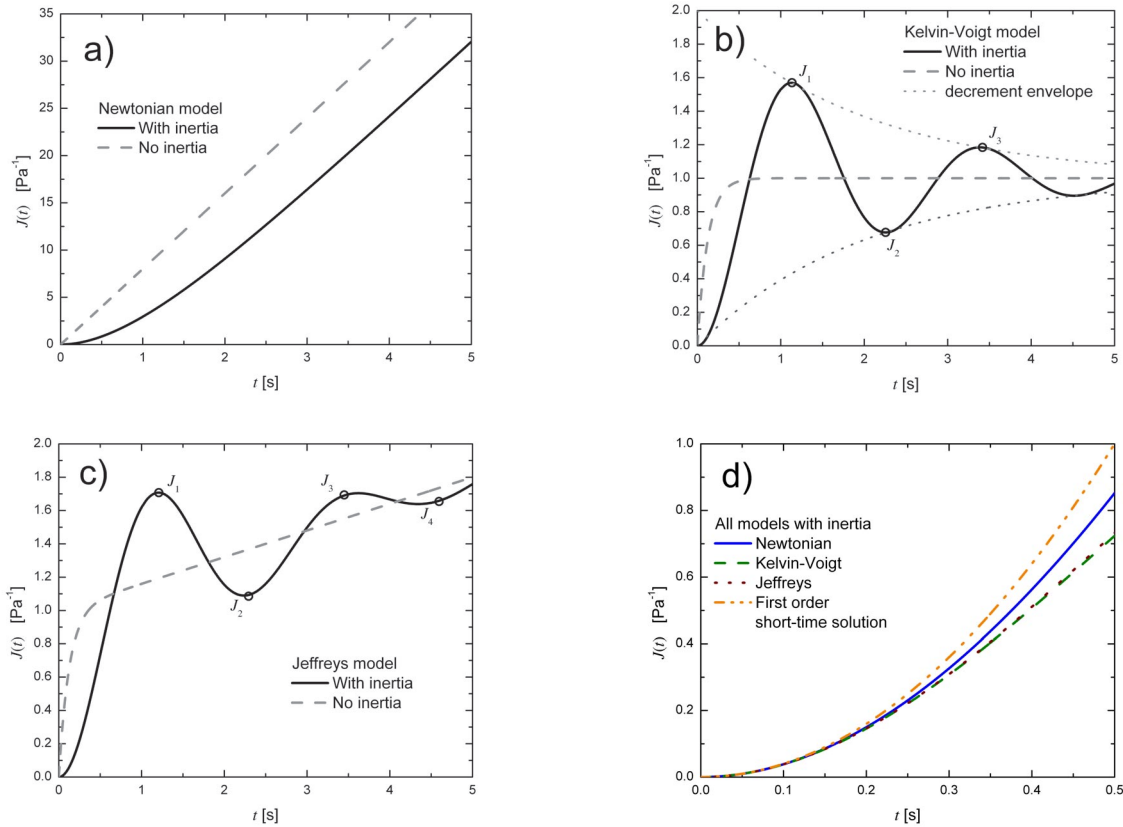 a)
35
30
25
20
15
10
5
0
J(t) [Pa⁻¹]
Newtonian model
With inertia
No inertia
0 1 2 3 4 5
t [s]
b)
2.0
1.8
1.6
1.4
1.2
1.0
0.8
0.6
0.4
0.2
0.0
J(t) [Pa⁻¹]
Kelvin-Voigt model
With inertia
No inertia
decrement envelope
J₁
J₃
J₂
0 1 2 3 4 5
t [s]
c)
2.0
1.8
1.6
1.4
1.2
1.0
0.8
0.6
0.4
0.2
0.0
J(t) [Pa⁻¹]
J₁
J₃
J₄
J₂
Jeffreys model
With inertia
No inertia
0 1 2 3 4 5
t [s]
d)
1.0
0.8
0.6
0.4
0.2
0.0
J(t) [Pa⁻¹]
All models with inertia
Newtonian
Kelvin-Voigt
Jeffreys
First order
short-time solution
0.0 0.1 0.2 0.3 0.4 0.5
t [s]